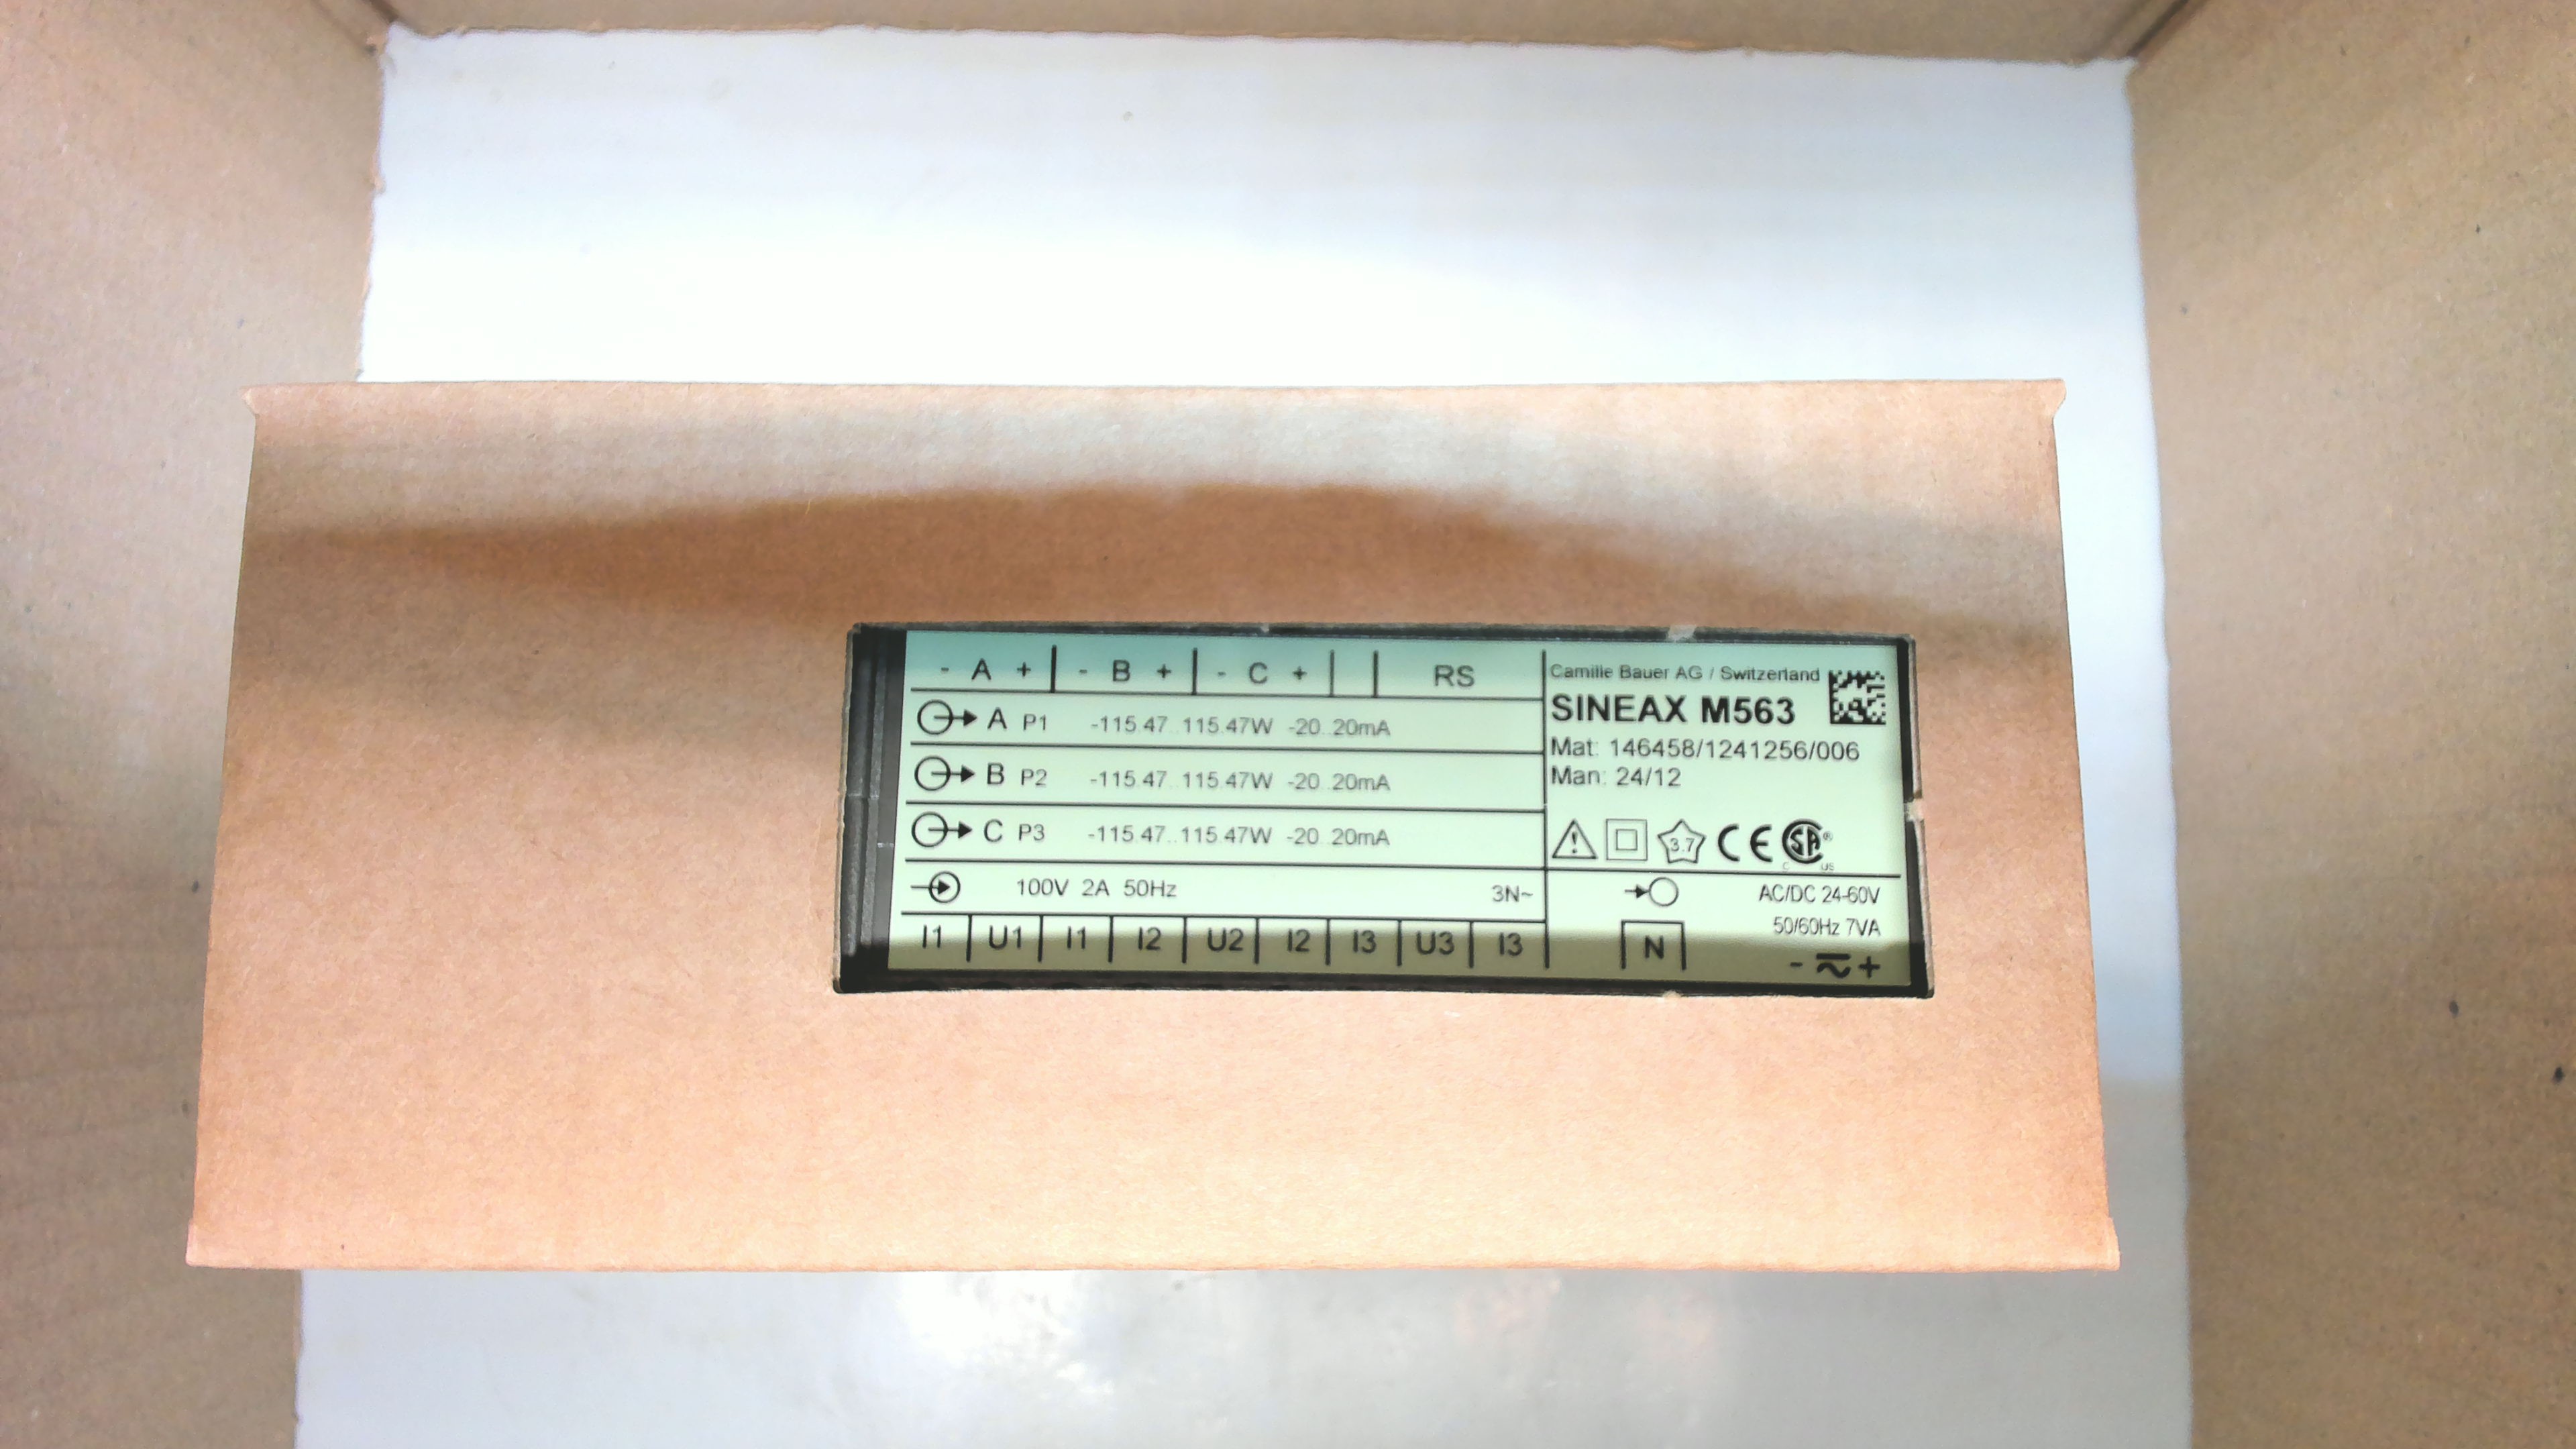 - A + - B + - C + RS
A P1 -115.47..115.47W -20..20mA
B P2 -115.47..115.47W -20..20mA
C P3 -115.47..115.47W -20..20mA
100V 2A 50Hz 3N~
I1 U1 I1 I2 U2 I2 I3 U3 I3
Camille Bauer AG / Switzerland
SINEAX M563
Mat: 146458/1241256/006
Man: 24/12
3.7 CE C SA® US
AC/DC 24-60V
50/60Hz 7VA
N
- +